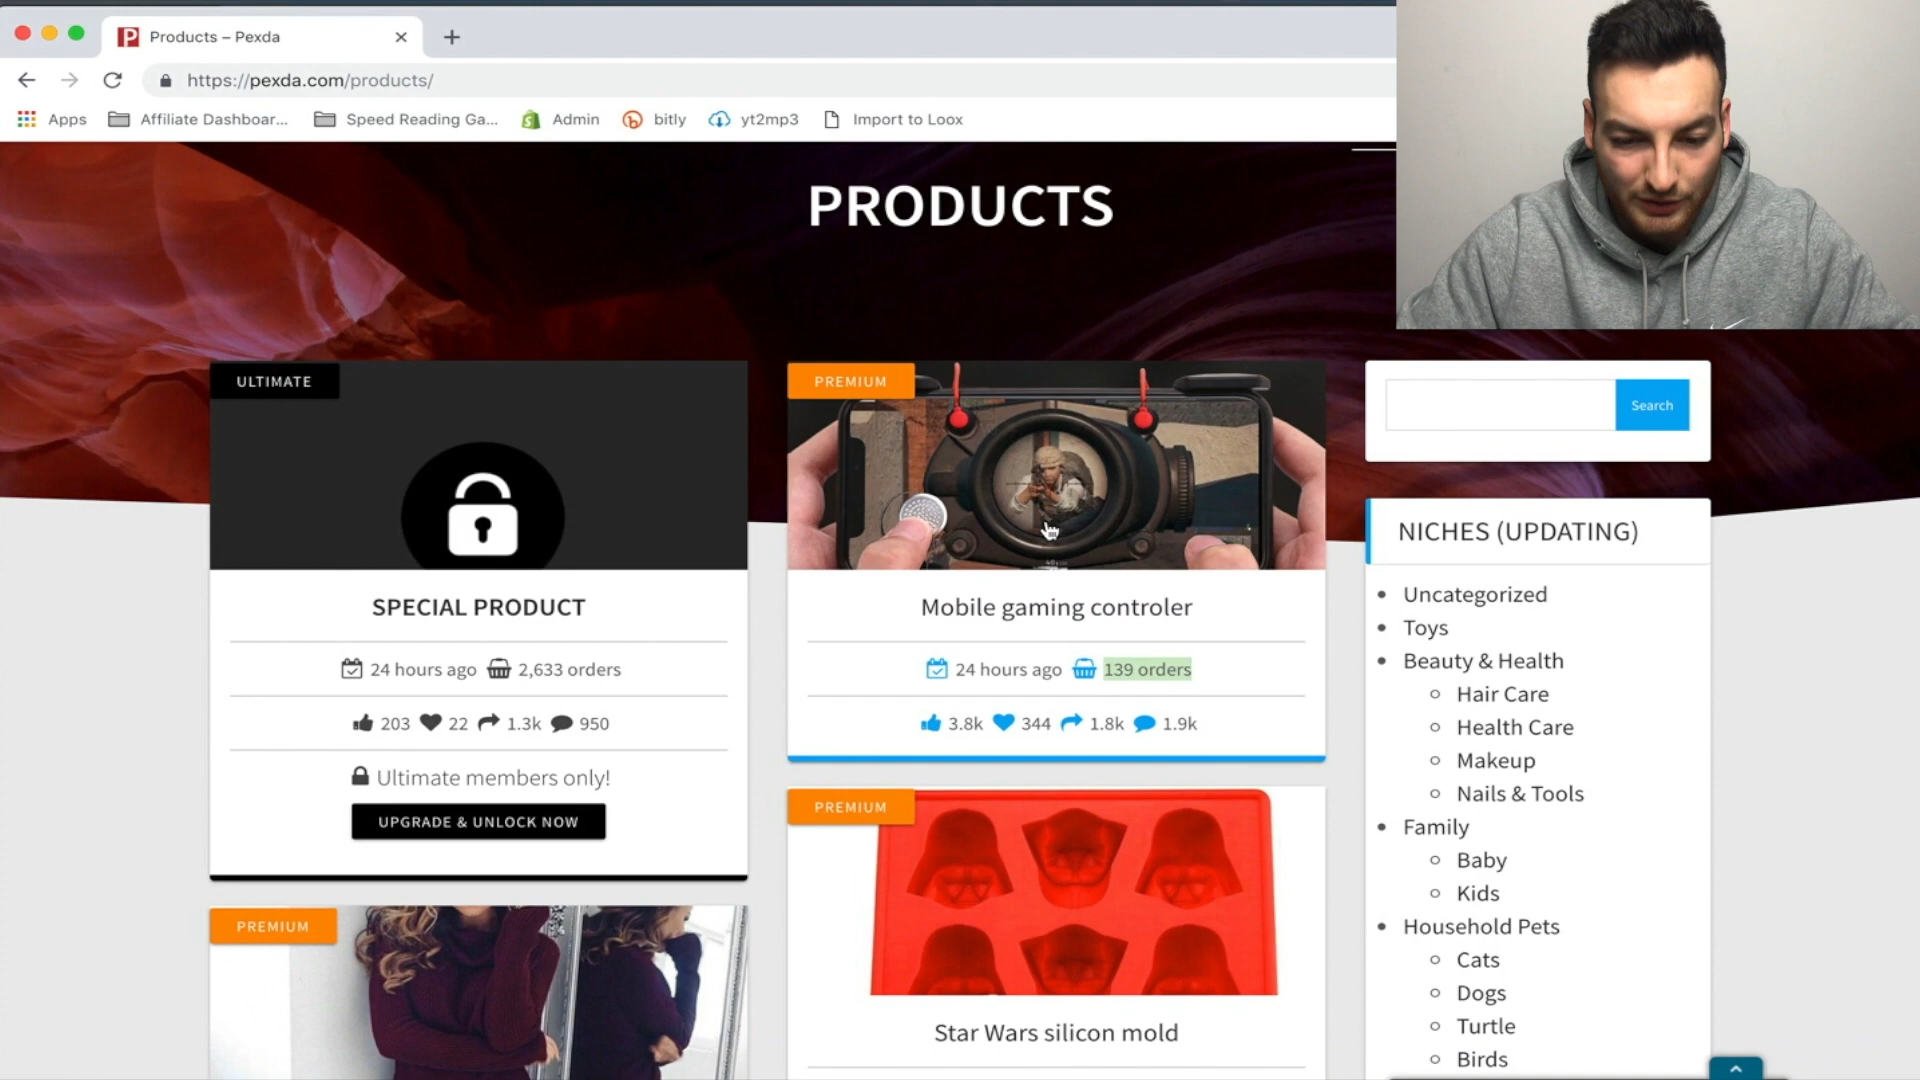 Products – Pexda
https://pexda.com/products/
Apps Affiliate Dashboar... Speed Reading Ga... Admin bitly yt2mp3 Import to Loox
PRODUCTS
ULTIMATE
SPECIAL PRODUCT
24 hours ago 2,633 orders
203 22 1.3k 950
Ultimate members only!
UPGRADE & UNLOCK NOW
PREMIUM
PREMIUM
Mobile gaming controler
24 hours ago 139 orders
3.8k 344 1.8k 1.9k
PREMIUM
Star Wars silicon mold
Search
NICHES (UPDATING)
Uncategorized
Toys
Beauty & Health
Hair Care
Health Care
Makeup
Nails & Tools
Family
Baby
Kids
Household Pets
Cats
Dogs
Turtle
Birds